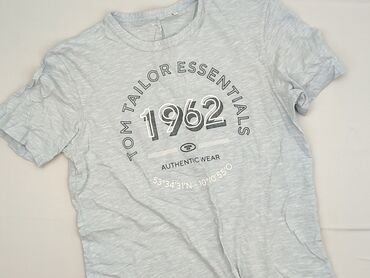 TOM TAILOR ESSENTIALS
1962
AUTHENTIC WEAR
53°34'31'N - 10°10'55'O